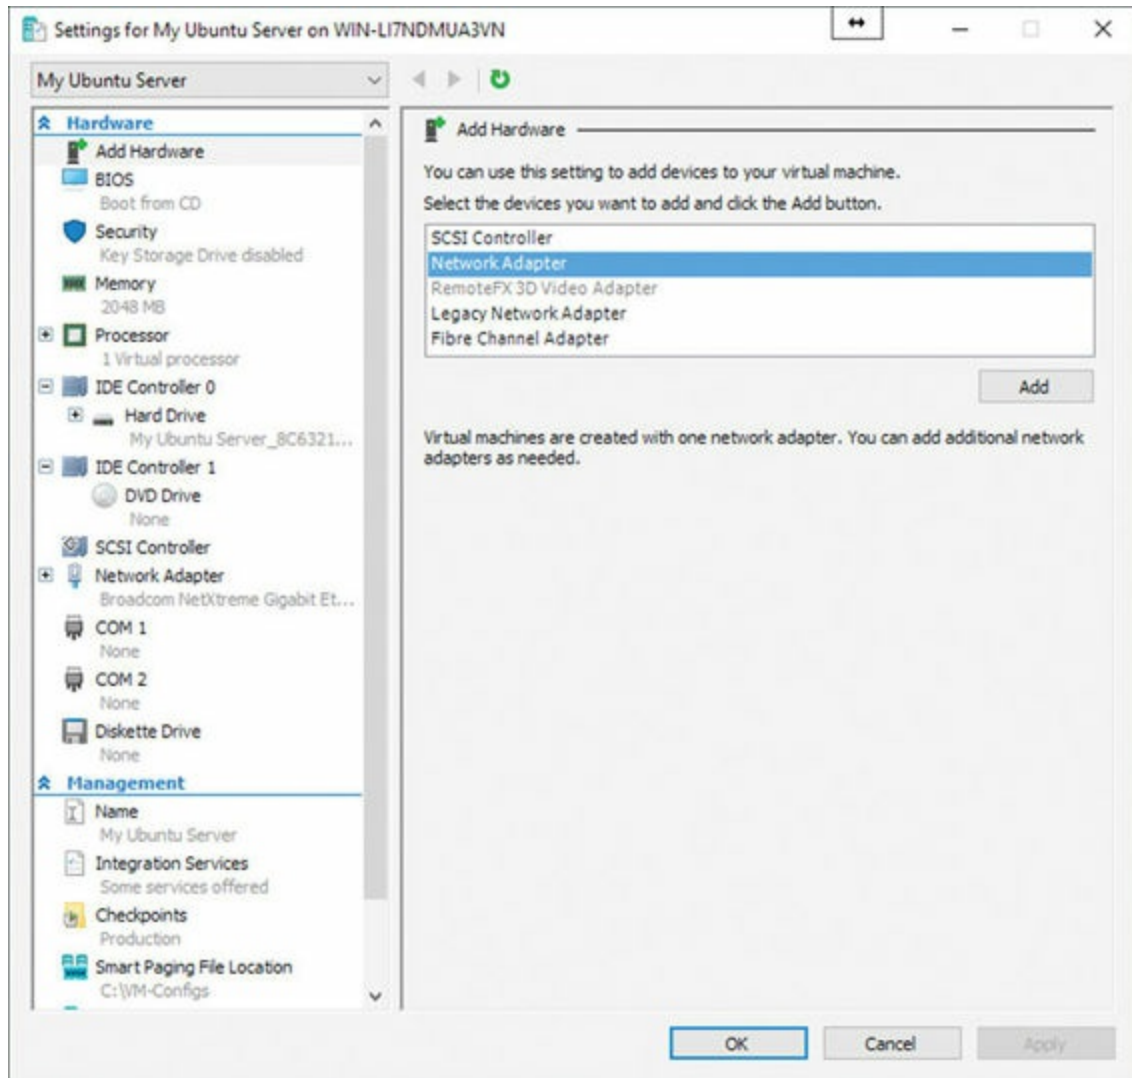 Settings for My Ubuntu Server on WIN-LI7NDMUA3VN
My Ubuntu Server
Hardware
Add Hardware
BIOS
Boot from CD
Security
Key Storage Drive disabled
Memory
2048 MB
Processor
1 Virtual processor
IDE Controller 0
Hard Drive
My Ubuntu Server_8C6321...
IDE Controller 1
DVD Drive
None
SCSI Controller
Network Adapter
Broadcom NetXtreme Gigabit Et...
COM 1
None
COM 2
None
Diskette Drive
None
Management
Name
My Ubuntu Server
Integration Services
Some services offered
Checkpoints
Production
Smart Paging File Location
C:\VM-Configs
Add Hardware
You can use this setting to add devices to your virtual machine.
Select the devices you want to add and click the Add button.
SCSI Controller
Network Adapter
RemoteFX 3D Video Adapter
Legacy Network Adapter
Fibre Channel Adapter
Add
Virtual machines are created with one network adapter. You can add additional network
adapters as needed.
OK
Cancel
Apply